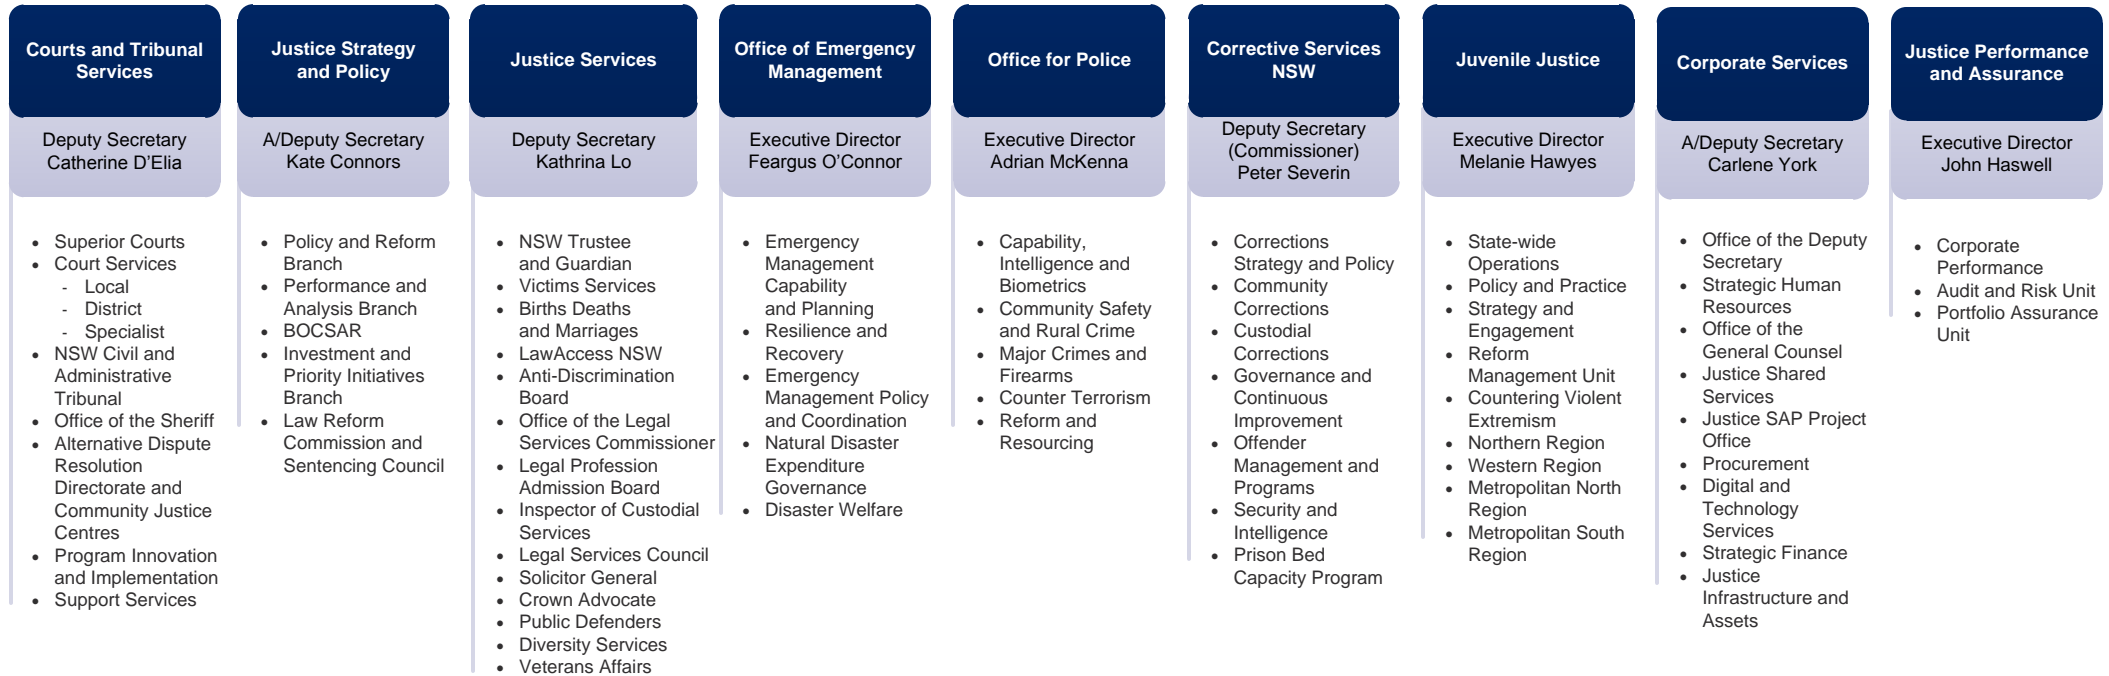 Courts and Tribunal
Services
Deputy Secretary
Catherine D’Elia
• Superior Courts
• Court Services
- Local
- District
- Specialist
• NSW Civil and
Administrative
Tribunal
• Office of the Sheriff
• Alternative Dispute
Resolution
Directorate and
Community Justice
Centres
• Program Innovation
and Implementation
• Support Services
Justice Strategy
and Policy
A/Deputy Secretary
Kate Connors
• Policy and Reform
Branch
• Performance and
Analysis Branch
• BOCSAR
• Investment and
Priority Initiatives
Branch
• Law Reform
Commission and
Sentencing Council
Justice Services
Deputy Secretary
Kathrina Lo
• NSW Trustee
and Guardian
• Victims Services
• Births Deaths
and Marriages
• LawAccess NSW
• Anti-Discrimination
Board
• Office of the Legal
Services Commissioner
• Legal Profession
Admission Board
• Inspector of Custodial
Services
• Legal Services Council
• Solicitor General
• Crown Advocate
• Public Defenders
• Diversity Services
• Veterans Affairs
Office of Emergency
Management
Executive Director
Feargus O’Connor
• Emergency
Management
Capability
and Planning
• Resilience and
Recovery
• Emergency
Management Policy
and Coordination
• Natural Disaster
Expenditure
Governance
• Disaster Welfare
Office for Police
Executive Director
Adrian McKenna
• Capability,
Intelligence and
Biometrics
• Community Safety
and Rural Crime
• Major Crimes and
Firearms
• Counter Terrorism
• Reform and
Resourcing
Corrective Services
NSW
Deputy Secretary
(Commissioner)
Peter Severin
• Corrections
Strategy and Policy
• Community
Corrections
• Custodial
Corrections
• Governance and
Continuous
Improvement
• Offender
Management and
Programs
• Security and
Intelligence
• Prison Bed
Capacity Program
Juvenile Justice
Executive Director
Melanie Hawyes
• State-wide
Operations
• Policy and Practice
• Strategy and
Engagement
• Reform
Management Unit
• Countering Violent
Extremism
• Northern Region
• Western Region
• Metropolitan North
Region
• Metropolitan South
Region
Corporate Services
A/Deputy Secretary
Carlene York
• Office of the Deputy
Secretary
• Strategic Human
Resources
• Office of the
General Counsel
• Justice Shared
Services
• Justice SAP Project
Office
• Procurement
• Digital and
Technology
Services
• Strategic Finance
• Justice
Infrastructure and
Assets
Justice Performance
and Assurance
Executive Director
John Haswell
• Corporate
Performance
• Audit and Risk Unit
• Portfolio Assurance
Unit